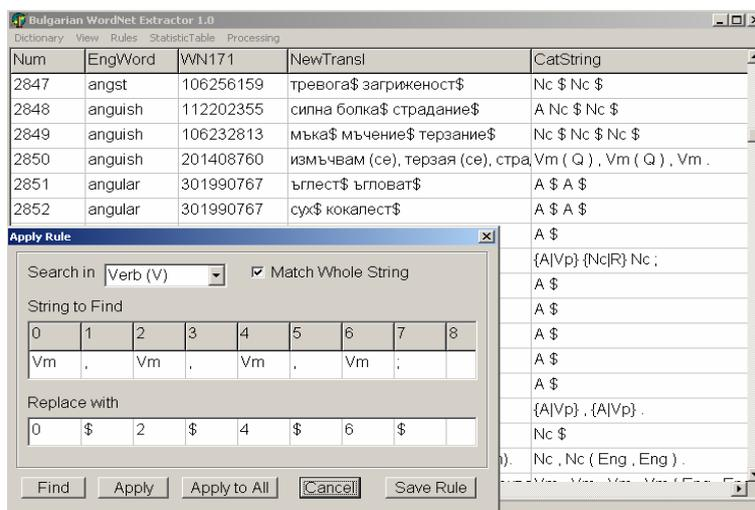 Bulgarian WordNet Extractor 1.0
Dictionary View Rules StatisticTable Processing
Num EngWord WN171 NewTransl CatString
2847 angst 106256159 тревога$ загриженост$ Nc $ Nc $
2848 anguish 112202355 силна болка$ страдание$ A Nc $ Nc $
2849 anguish 106232813 мъка$ мъчение$ терзание$ Nc $ Nc $ Nc $
2850 anguish 201408760 измъчвам (се), терзая (се), стра Vm ( Q ) , Vm ( Q ) , Vm .
2851 angular 301990767 ъглест$ ъгловат$ A $ A $
2852 angular 301990767 сух$ кокалест$ A $ A $
A $
{A|Vp} {Nc|R} Nc ;
A $
A $
A $
A $
A $
{A|Vp} , {A|Vp} .
Nc $
). Nc , Nc ( Eng , Eng ) .
Apply Rule
Search in Verb (V) Match Whole String
String to Find
0 1 2 3 4 5 6 7 8
Vm , Vm , Vm , Vm ;
Replace with
0 $ 2 $ 4 $ 6 $
Find Apply Apply to All Cancel Save Rule